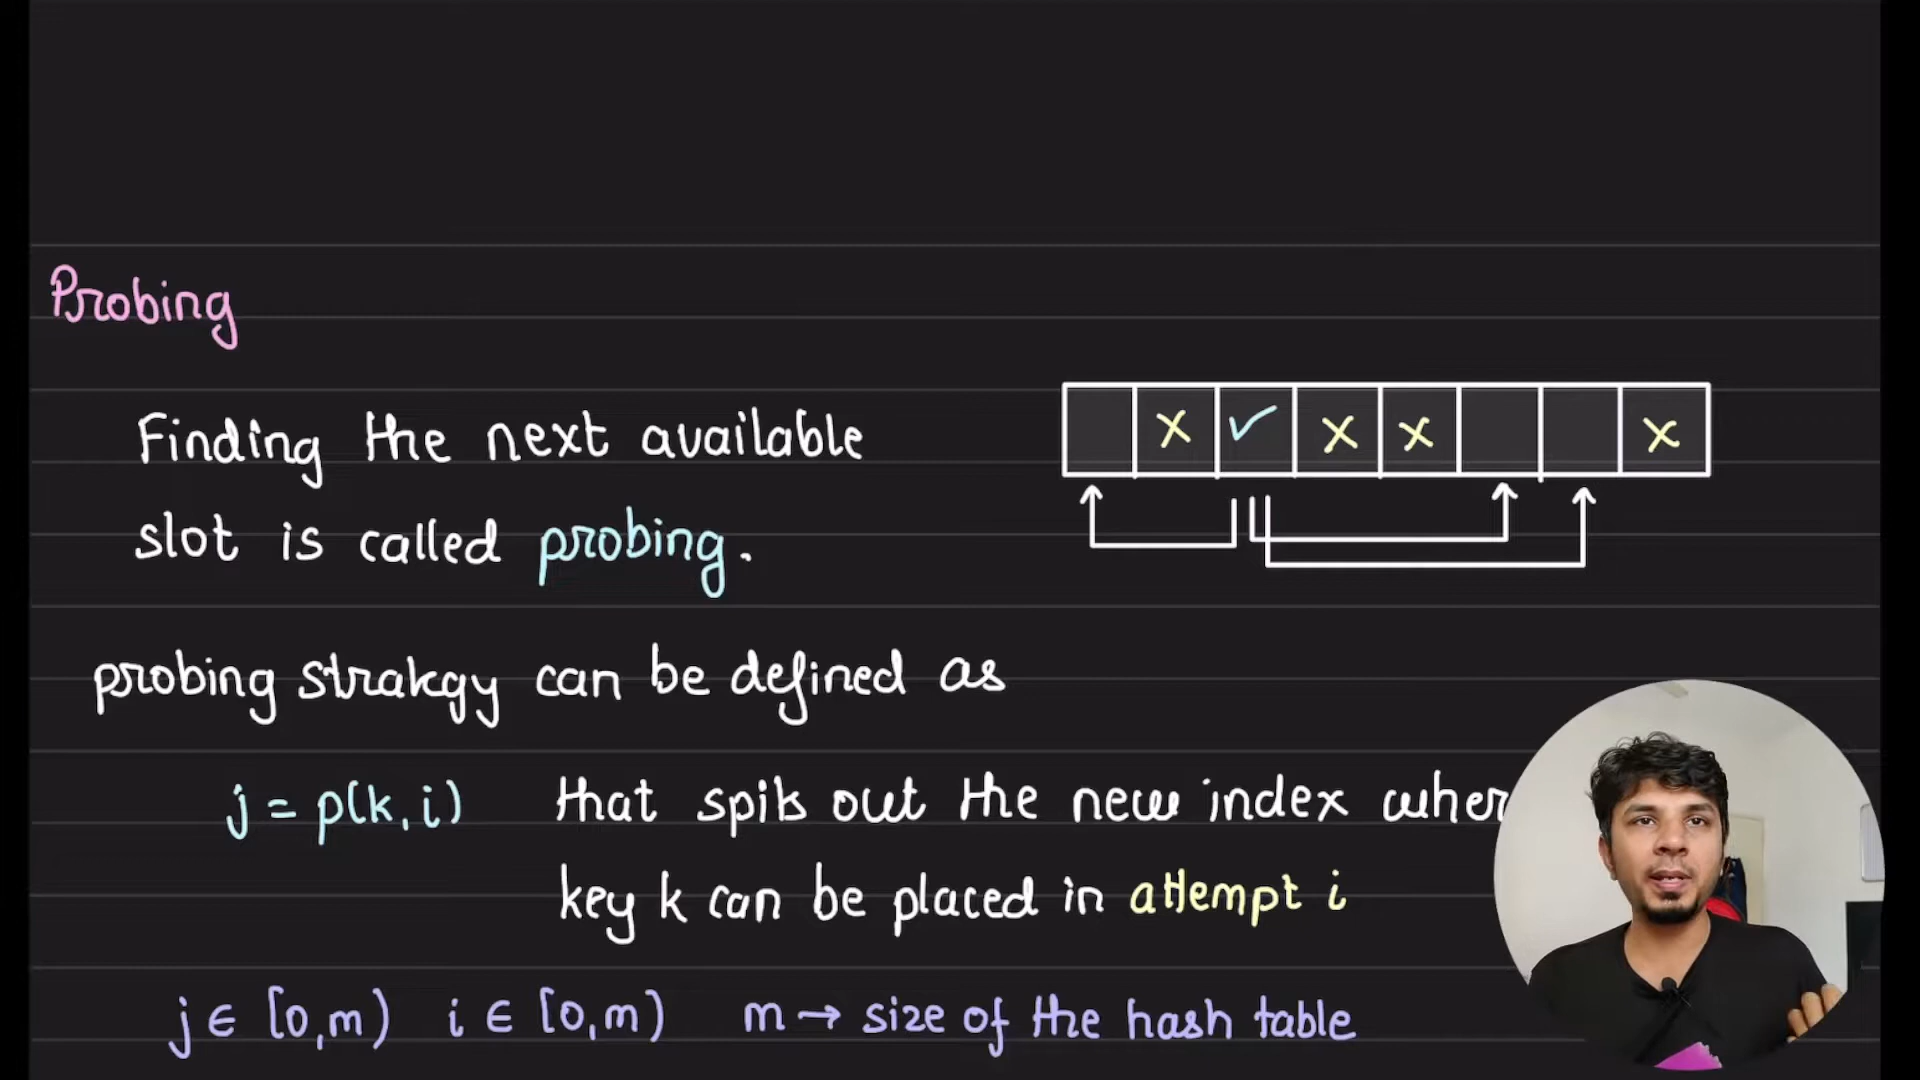 Probing
Finding the next available
slot is called probing.
x ✓ x x x
probing strategy can be defined as
j = p(k, i) that spits out the new index wher
key k can be placed in attempt i
j ∈ [0, m) i ∈ [0, m) m → size of the hash table